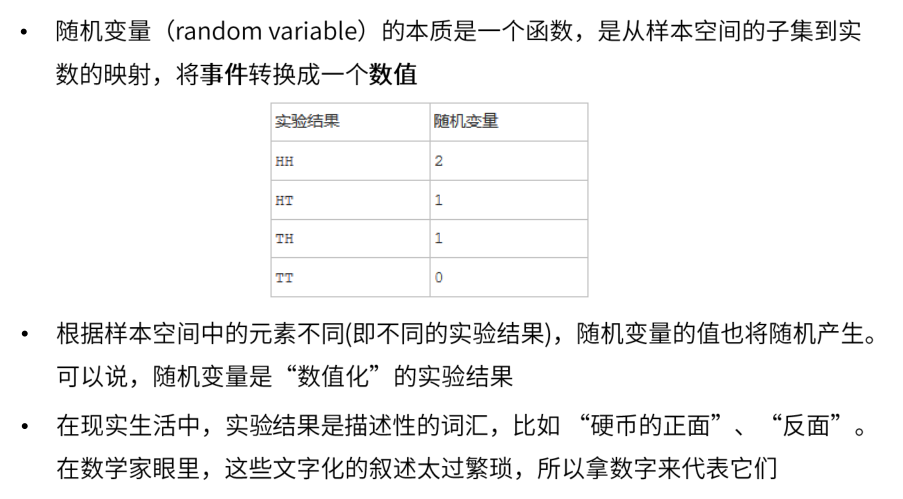 • 随机变量（random variable）的本质是一个函数，是从样本空间的子集到实
数的映射，将事件转换成一个数值
实验结果 随机变量
HH 2
HT 1
TH 1
TT 0
• 根据样本空间中的元素不同(即不同的实验结果)，随机变量的值也将随机产生。
可以说，随机变量是“数值化”的实验结果
• 在现实生活中，实验结果是描述性的词汇，比如 “硬币的正面”、“反面”。
在数学家眼里，这些文字化的叙述太过繁琐，所以拿数字来代表它们